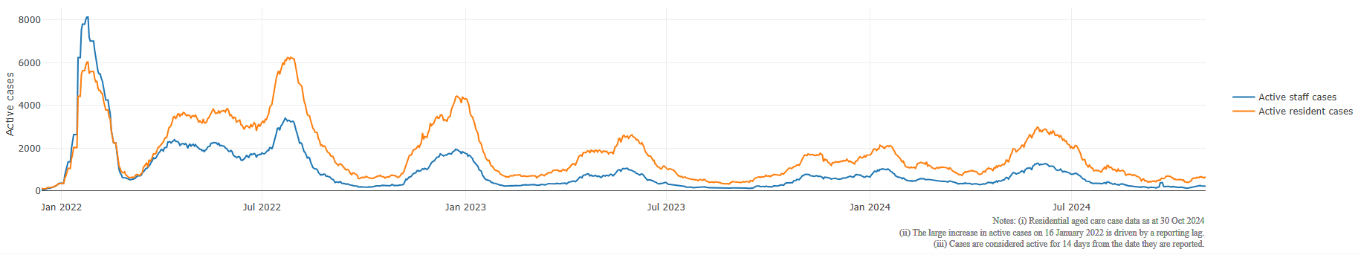 Active cases
8000
6000
4000
2000
0
Jan 2022
Jul 2022
Jan 2023
Jul 2023
Jan 2024
Jul 2024
Active staff cases
Active resident cases
Notes: (i) Residential aged care case data as at 30 Oct 2024
(ii) The large increase in active cases on 16 January 2022 is driven by a reporting lag.
(iii) Cases are considered active for 14 days from the date they are reported.